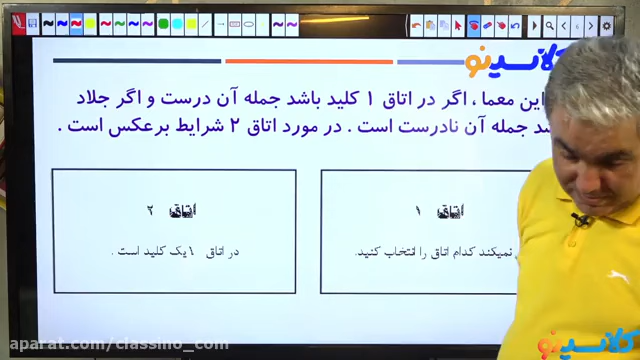 کلاسینو
این معما ، اگر در اتاق ۱ کلید باشد جمله آن درست و اگر جلاد
جمله آن نادرست است . در مورد اتاق ۲ شرایط برعکس است .
اتاق ۱
نمیکند کدام اتاق را انتخاب کنید.
اتاق ۲
در اتاق ۱ یک کلید است .
aparat.com/classino_com
کلاسینو